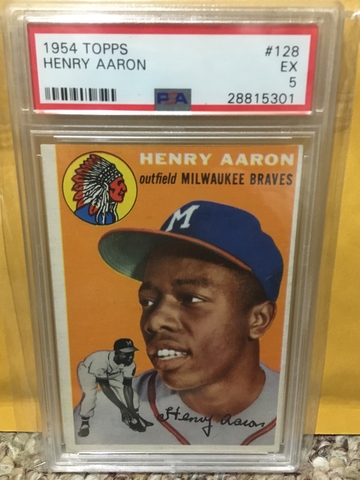 1954 TOPPS #128
HENRY AARON EX
5
PSA 28815301
HENRY AARON
outfield MILWAUKEE BRAVES
M
Henry Aaron